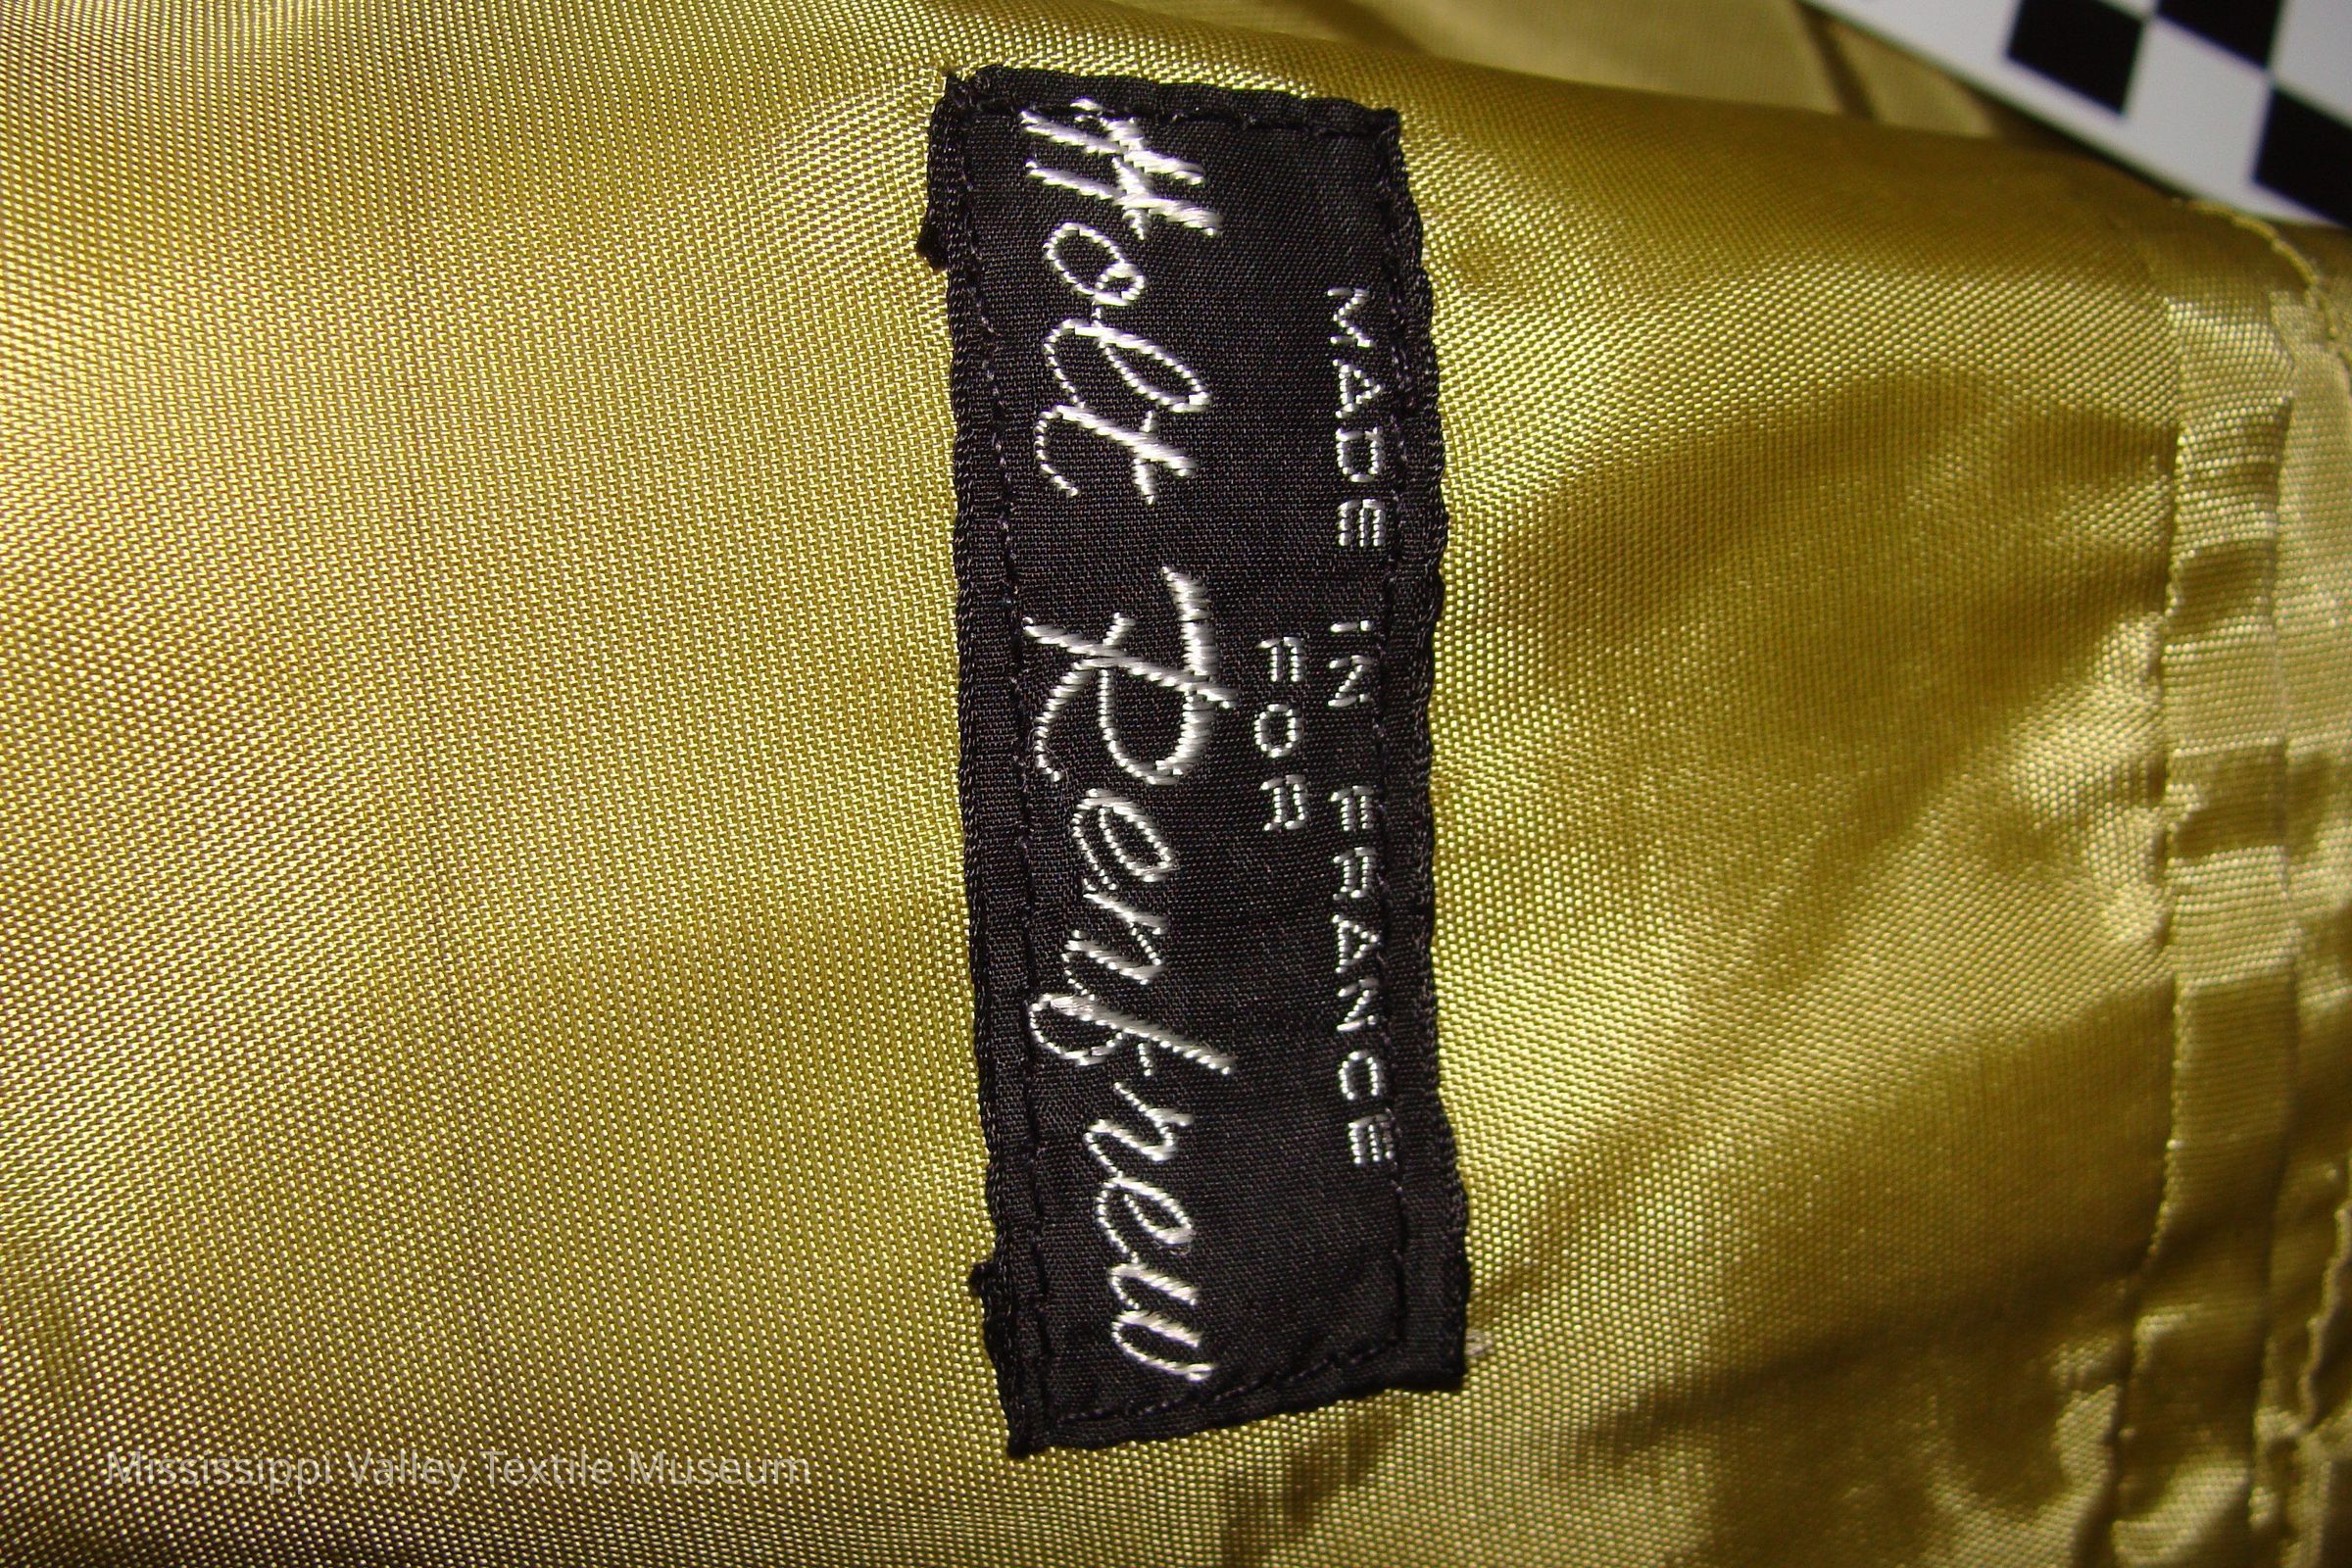 MADE IN FRANCE
FOR
Holt Renfrew
Mississippi Valley Textile Museum